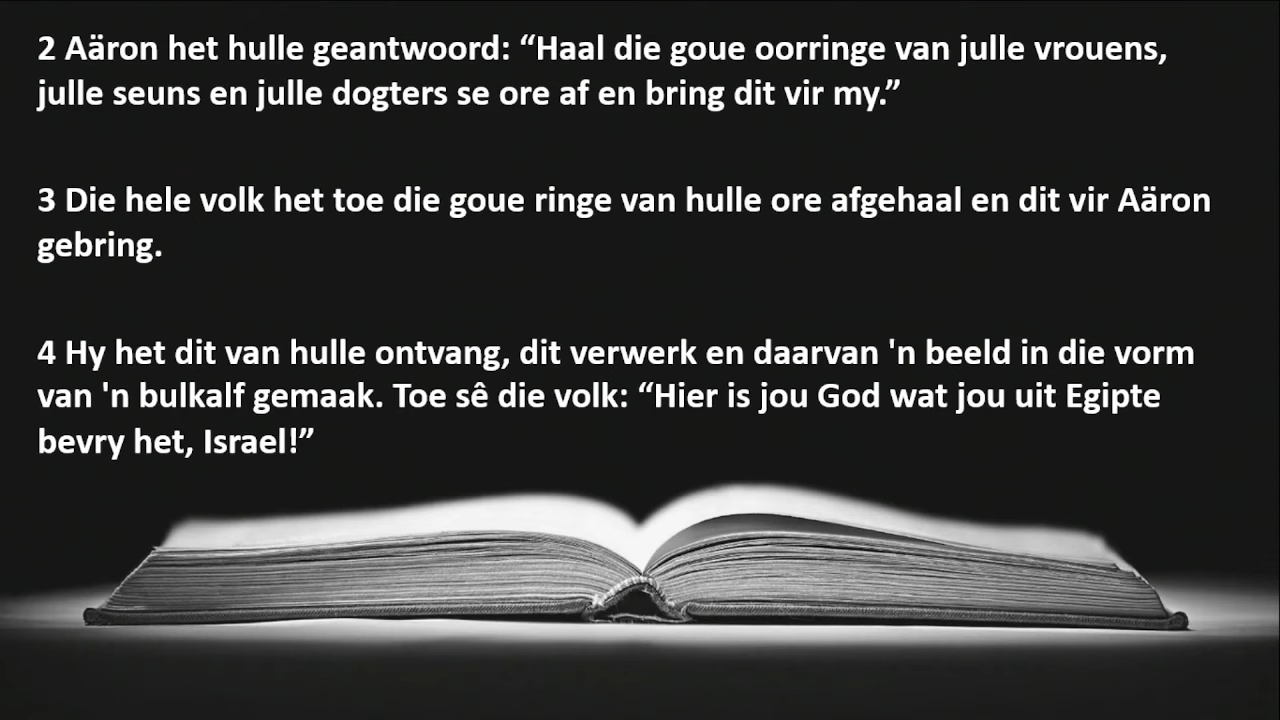 2 Aäron het hulle geantwoord: “Haal die goue oorringe van julle vrouens,
julle seuns en julle dogters se ore af en bring dit vir my.”
3 Die hele volk het toe die goue ringe van hulle ore afgehaal en dit vir Aäron
gebring.
4 Hy het dit van hulle ontvang, dit verwerk en daarvan 'n beeld in die vorm
van 'n bulkalf gemaak. Toe sê die volk: “Hier is jou God wat jou uit Egipte
bevry het, Israel!”